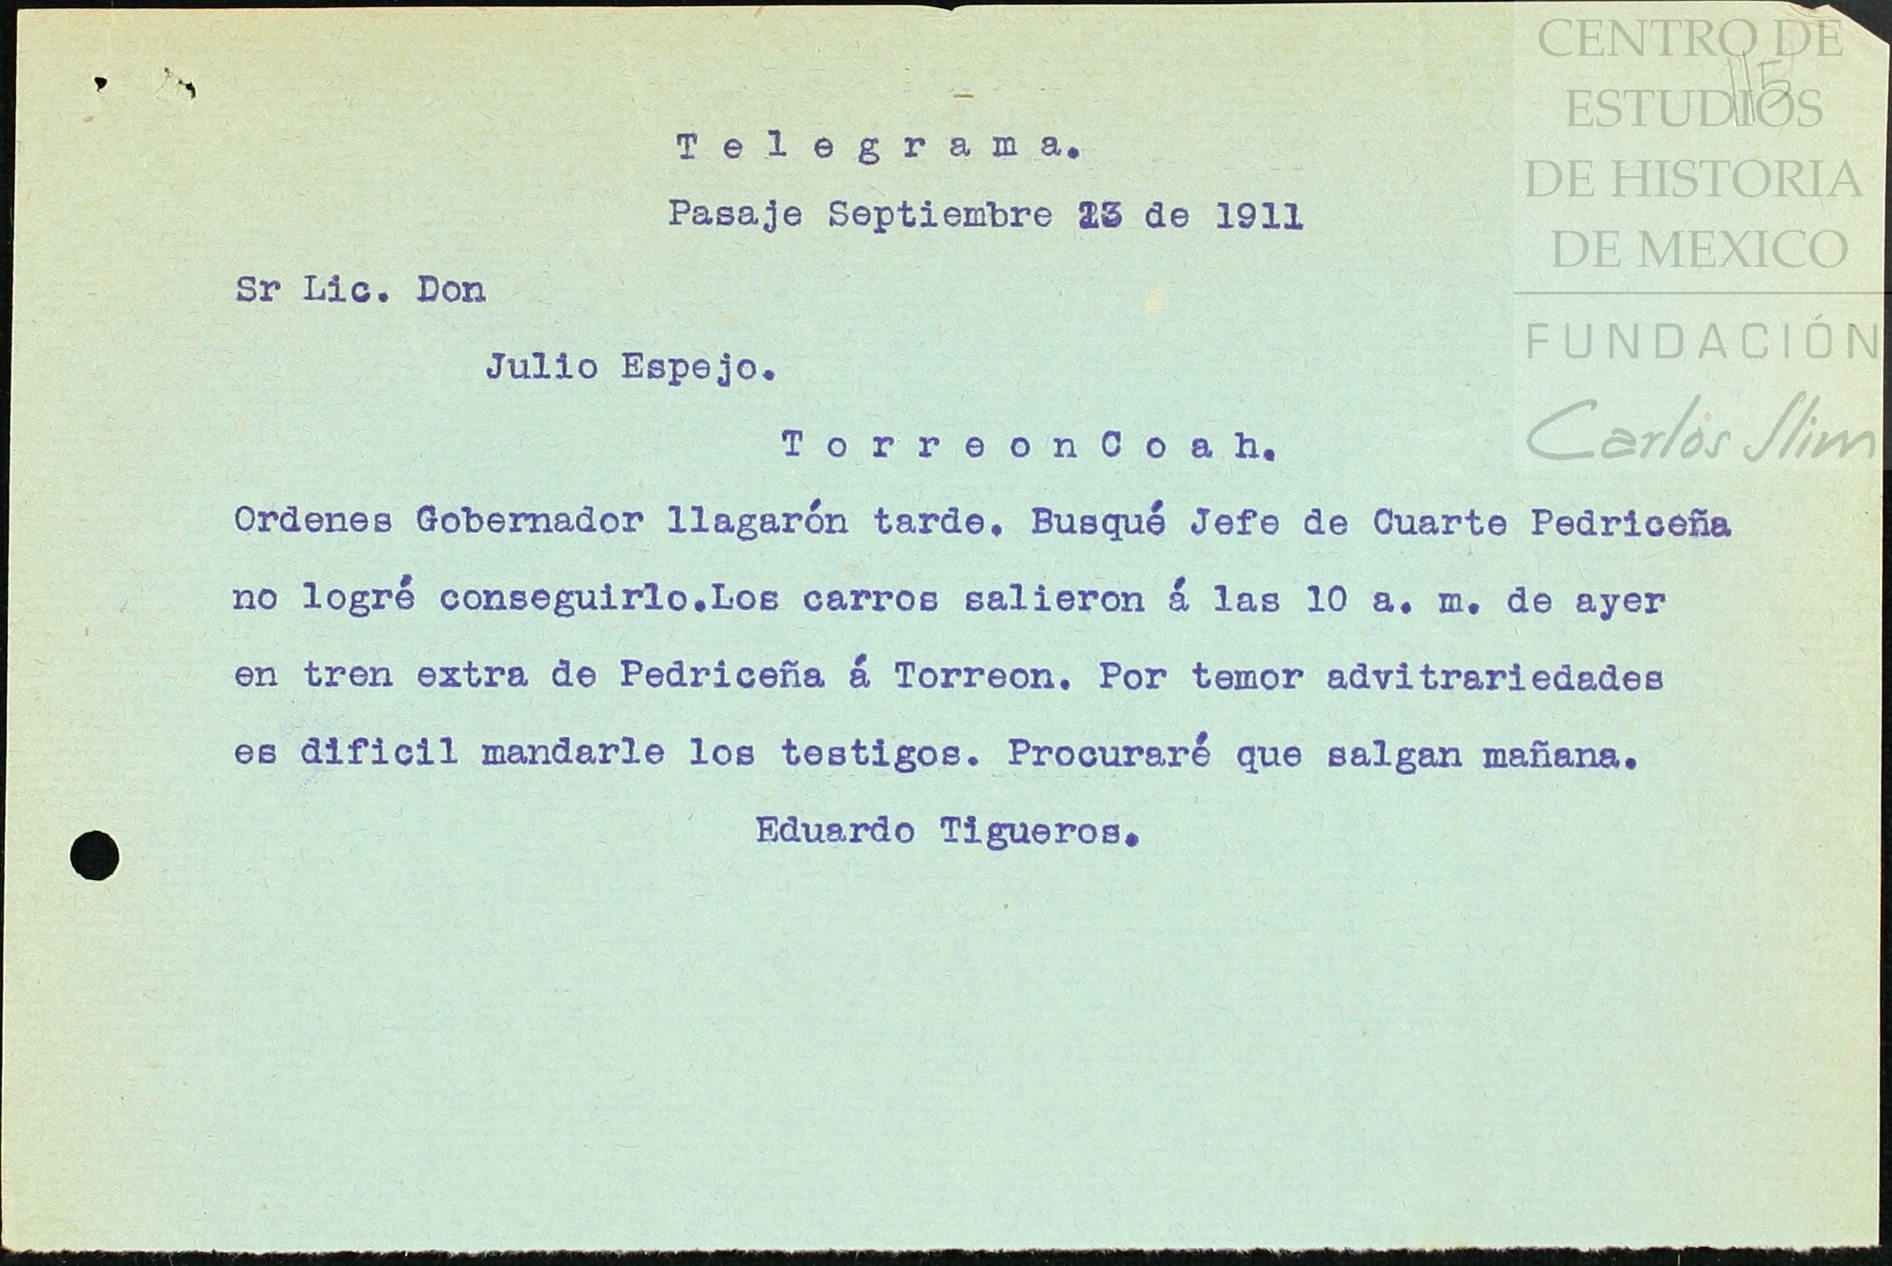 CENTRO DE
ESTUDIOS
DE HISTORIA
DE MEXICO
FUNDACIÓN
Carlos Slim
115
T e l e g r a m a.
Pasaje Septiembre 23 de 1911
Sr Lic. Don
Julio Espejo.
T o r r e o n C o a h.
Ordenes Gobernador llagarón tarde. Busqué Jefe de Cuarte Pedriceña
no logré conseguirlo.Los carros salieron á las 10 a. m. de ayer
en tren extra de Pedriceña á Torreon. Por temor advitrariedades
es dificil mandarle los testigos. Procuraré que salgan mañana.
Eduardo Tigueros.